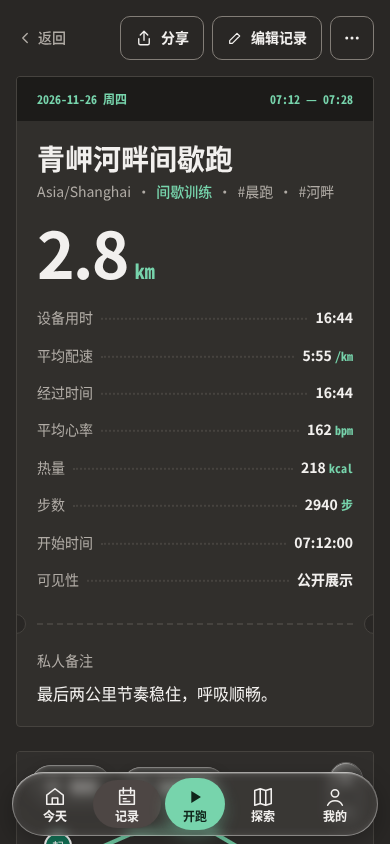 返回
分享
编辑记录
2026-11-26 周四
07:12 — 07:28
青岬河畔间歇跑
Asia/Shanghai • 间歇训练 • #晨跑 • #河畔
2.8 km
设备用时 16:44
平均配速 5:55 /km
经过时间 16:44
平均心率 162 bpm
热量 218 kcal
步数 2940 步
开始时间 07:12:00
可见性 公开展示
私人备注
最后两公里节奏稳住，呼吸顺畅。
今天
记录
开跑
探索
我的